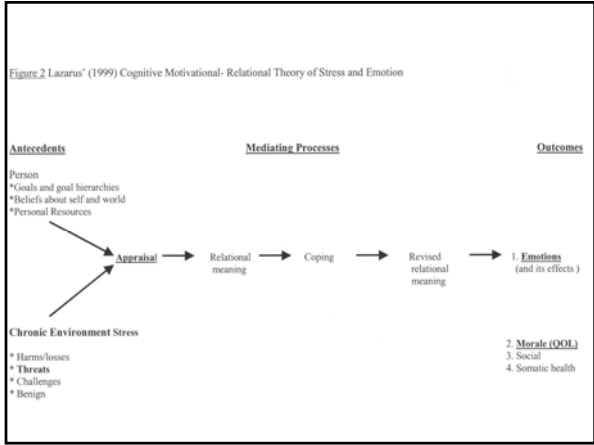 Figure 2 Lazarus' (1999) Cognitive Motivational- Relational Theory of Stress and Emotion
Antecedents
Mediating Processes
Outcomes
Person
*Goals and goal hierarchies
*Beliefs about self and world
*Personal Resources
Appraisal
Relational
meaning
Coping
Revised
relational
meaning
1. Emotions
(and its effects )
Chronic Environment Stress
* Harms/losses
* Threats
* Challenges
* Benign
2. Morale (QOL)
3. Social
4. Somatic health